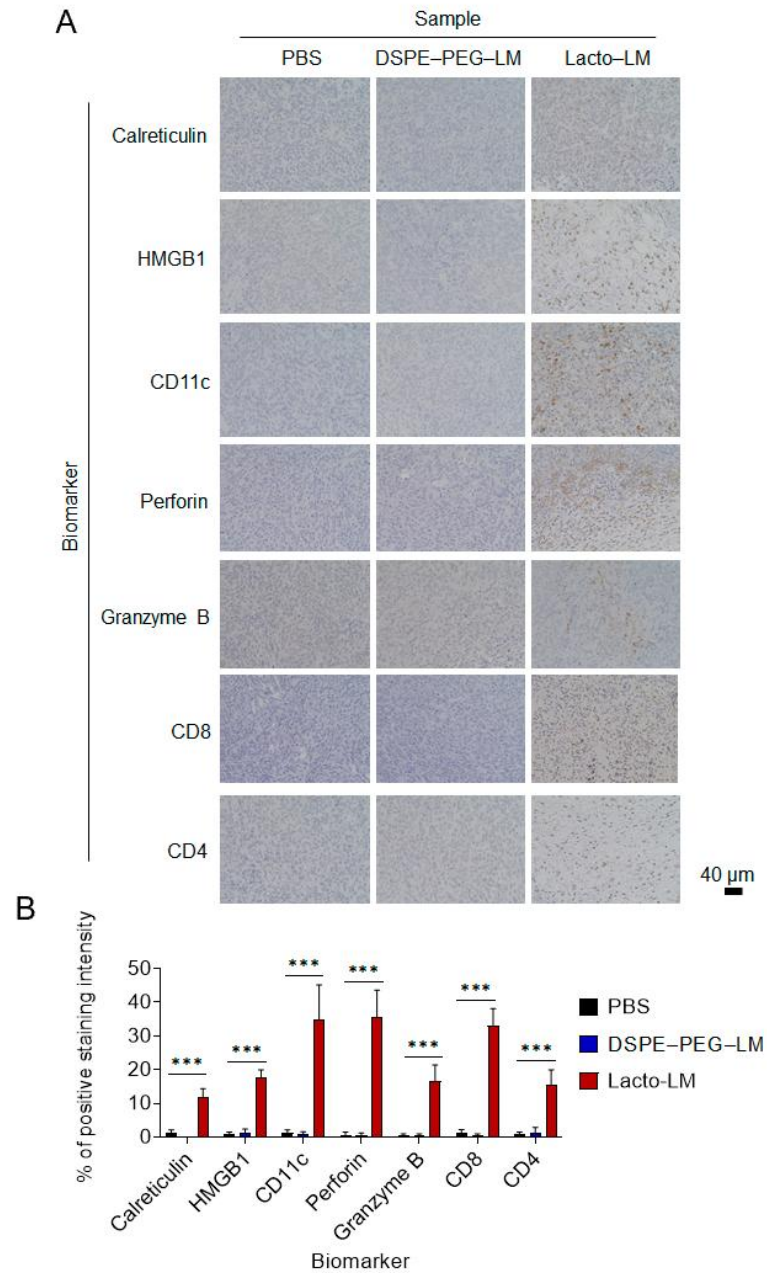 A
Sample
PBS DSPE–PEG–LM Lacto–LM
Biomarker
Calreticulin
HMGB1
CD11c
Perforin
Granzyme B
CD8
CD4
40 µm
B
% of positive staining intensity
50
40
30
20
10
0
*** *** *** *** *** *** ***
Calreticulin HMGB1 CD11c Perforin Granzyme B CD8 CD4
Biomarker
PBS
DSPE–PEG–LM
Lacto-LM